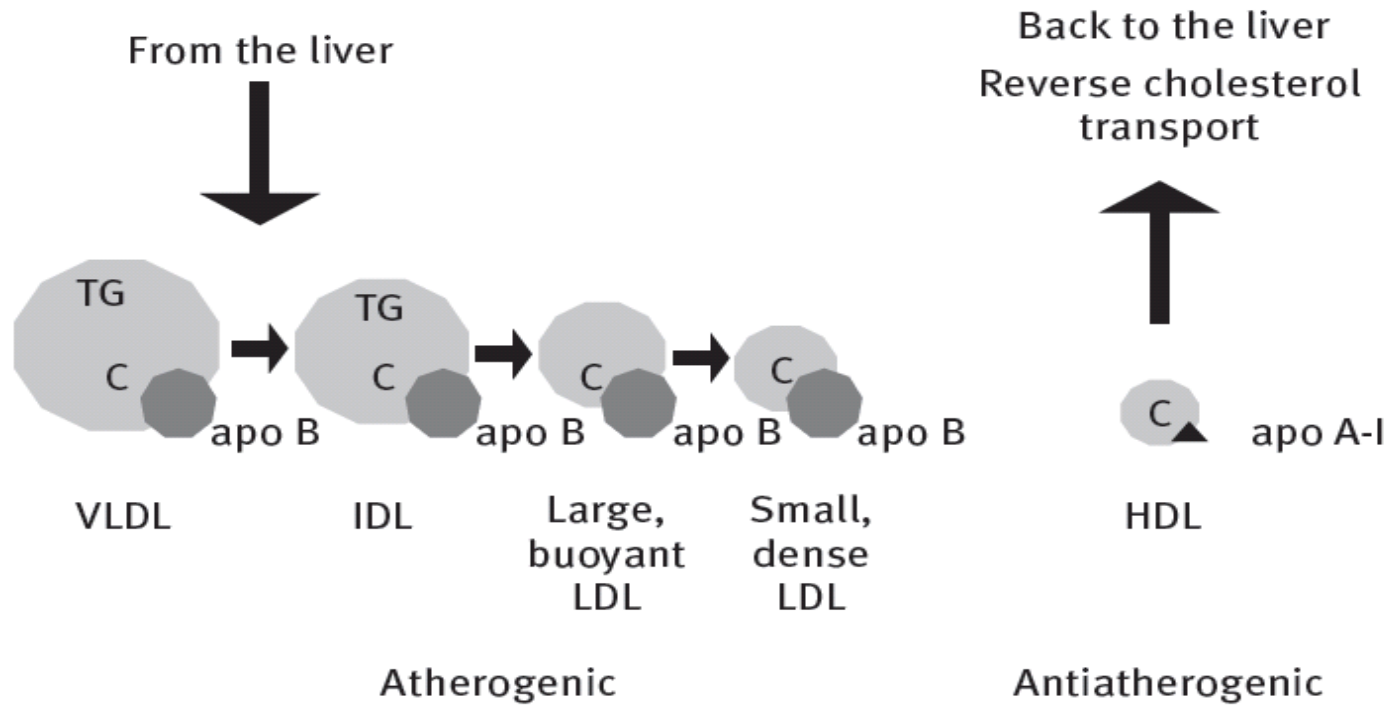 From the liver
Back to the liver
Reverse cholesterol
transport
TG
C
apo B
VLDL
TG
C
apo B
IDL
C
apo B
Large,
buoyant
LDL
C
apo B
Small,
dense
LDL
C
apo A-I
HDL
Atherogenic
Antiatherogenic